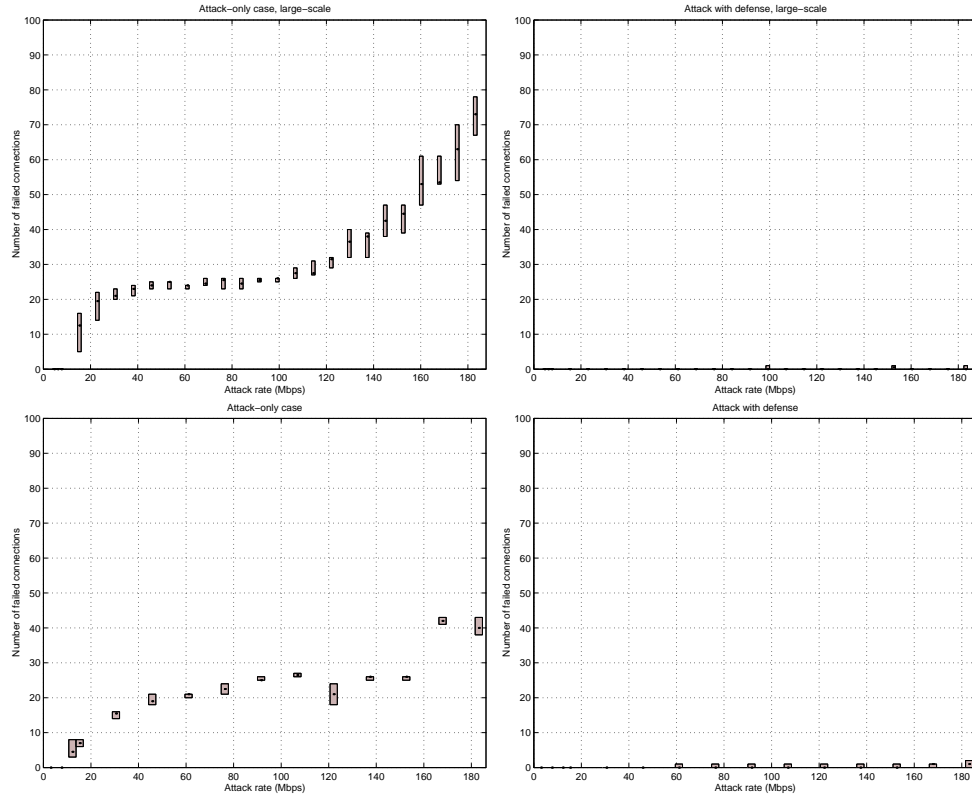 Attack−only case, large−scale
Number of failed connections
100
90
80
70
60
50
40
30
20
10
0
0 20 40 60 80 100 120 140 160 180
Attack rate (Mbps)
Attack with defense, large−scale
Number of failed connections
100
90
80
70
60
50
40
30
20
10
0
0 20 40 60 80 100 120 140 160 180
Attack rate (Mbps)
Attack−only case
Number of failed connections
100
90
80
70
60
50
40
30
20
10
0
0 20 40 60 80 100 120 140 160 180
Attack rate (Mbps)
Attack with defense
Number of failed connections
100
90
80
70
60
50
40
30
20
10
0
0 20 40 60 80 100 120 140 160 180
Attack rate (Mbps)